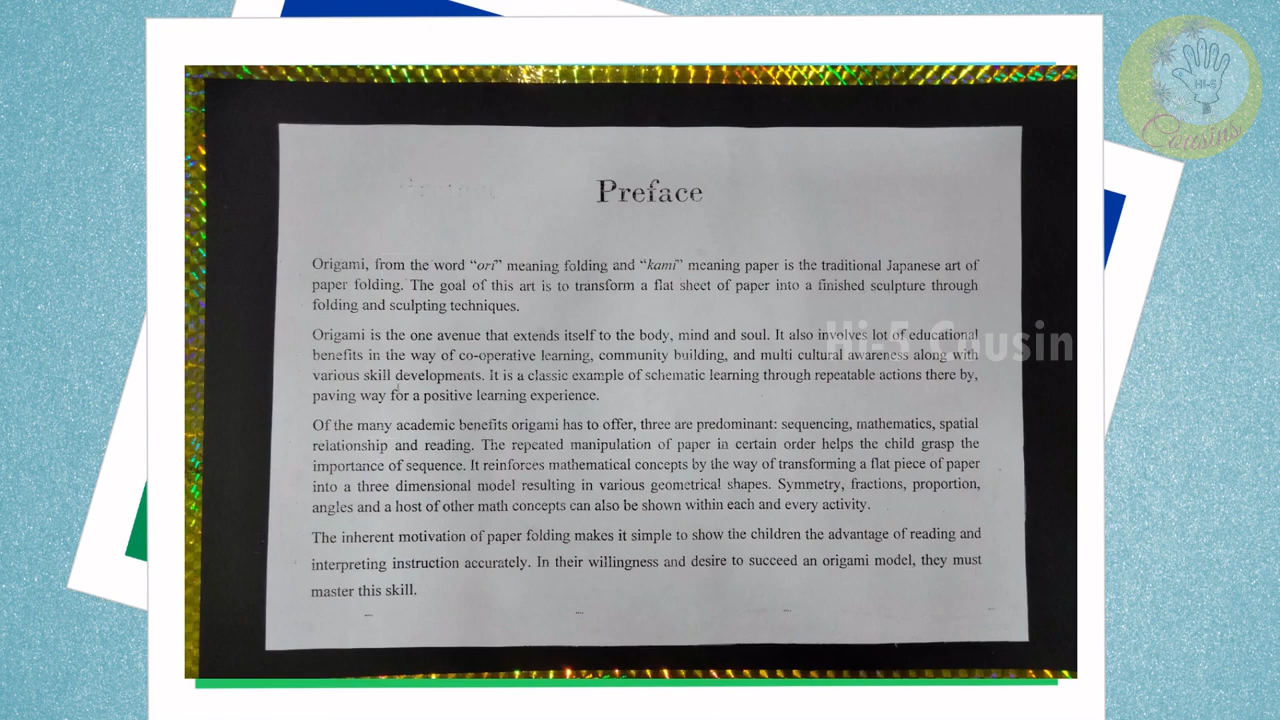 Preface
Origami, from the word “ori” meaning folding and “kami” meaning paper is the traditional Japanese art of
paper folding. The goal of this art is to transform a flat sheet of paper into a finished sculpture through
folding and sculpting techniques.
Origami is the one avenue that extends itself to the body, mind and soul. It also involves lot of educational
benefits in the way of co-operative learning, community building, and multi cultural awareness along with
various skill developments. It is a classic example of schematic learning through repeatable actions there by,
paving way for a positive learning experience.
Of the many academic benefits origami has to offer, three are predominant: sequencing, mathematics, spatial
relationship and reading. The repeated manipulation of paper in certain order helps the child grasp the
importance of sequence. It reinforces mathematical concepts by the way of transforming a flat piece of paper
into a three dimensional model resulting in various geometrical shapes. Symmetry, fractions, proportion,
angles and a host of other math concepts can also be shown within each and every activity.
The inherent motivation of paper folding makes it simple to show the children the advantage of reading and
interpreting instruction accurately. In their willingness and desire to succeed an origami model, they must
master this skill.
Hi-5 Cousin
HI-5
Cousins